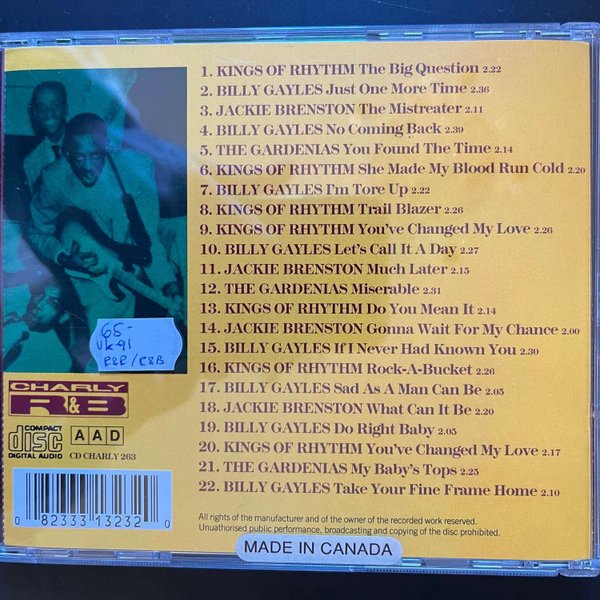 1. KINGS OF RHYTHM The Big Question 2.22
2. BILLY GAYLES Just One More Time 2.36
3. JACKIE BRENSTON The Mistreater 2.11
4. BILLY GAYLES No Coming Back 2.39
5. THE GARDENIAS You Found The Time 2.14
6. KINGS OF RHYTHM She Made My Blood Run Cold 2.20
7. BILLY GAYLES I'm Tore Up 2.22
8. KINGS OF RHYTHM Trail Blazer 2.26
9. KINGS OF RHYTHM You've Changed My Love 2.26
10. BILLY GAYLES Let's Call It A Day 2.27
11. JACKIE BRENSTON Much Later 2.15
12. THE GARDENIAS Miserable 2.31
13. KINGS OF RHYTHM Do You Mean It 2.14
14. JACKIE BRENSTON Gonna Wait For My Chance 2.00
15. BILLY GAYLES If I Never Had Known You 2.30
16. KINGS OF RHYTHM Rock-A-Bucket 2.26
17. BILLY GAYLES Sad As A Man Can Be 2.05
18. JACKIE BRENSTON What Can It Be 2.20
19. BILLY GAYLES Do Right Baby 2.05
20. KINGS OF RHYTHM You've Changed My Love 2.17
21. THE GARDENIAS My Baby's Tops 2.25
22. BILLY GAYLES Take Your Fine Frame Home 2.10
65-
VK-91
R&B/R&B
CHARLY
R&B
COMPACT
disc
DIGITAL AUDIO
AAD
CD CHARLY 263
0 82333 13232 0
All rights of the manufacturer and of the owner of the recorded work reserved.
Unauthorised public performance, broadcasting and copying of the disc prohibited.
MADE IN CANADA